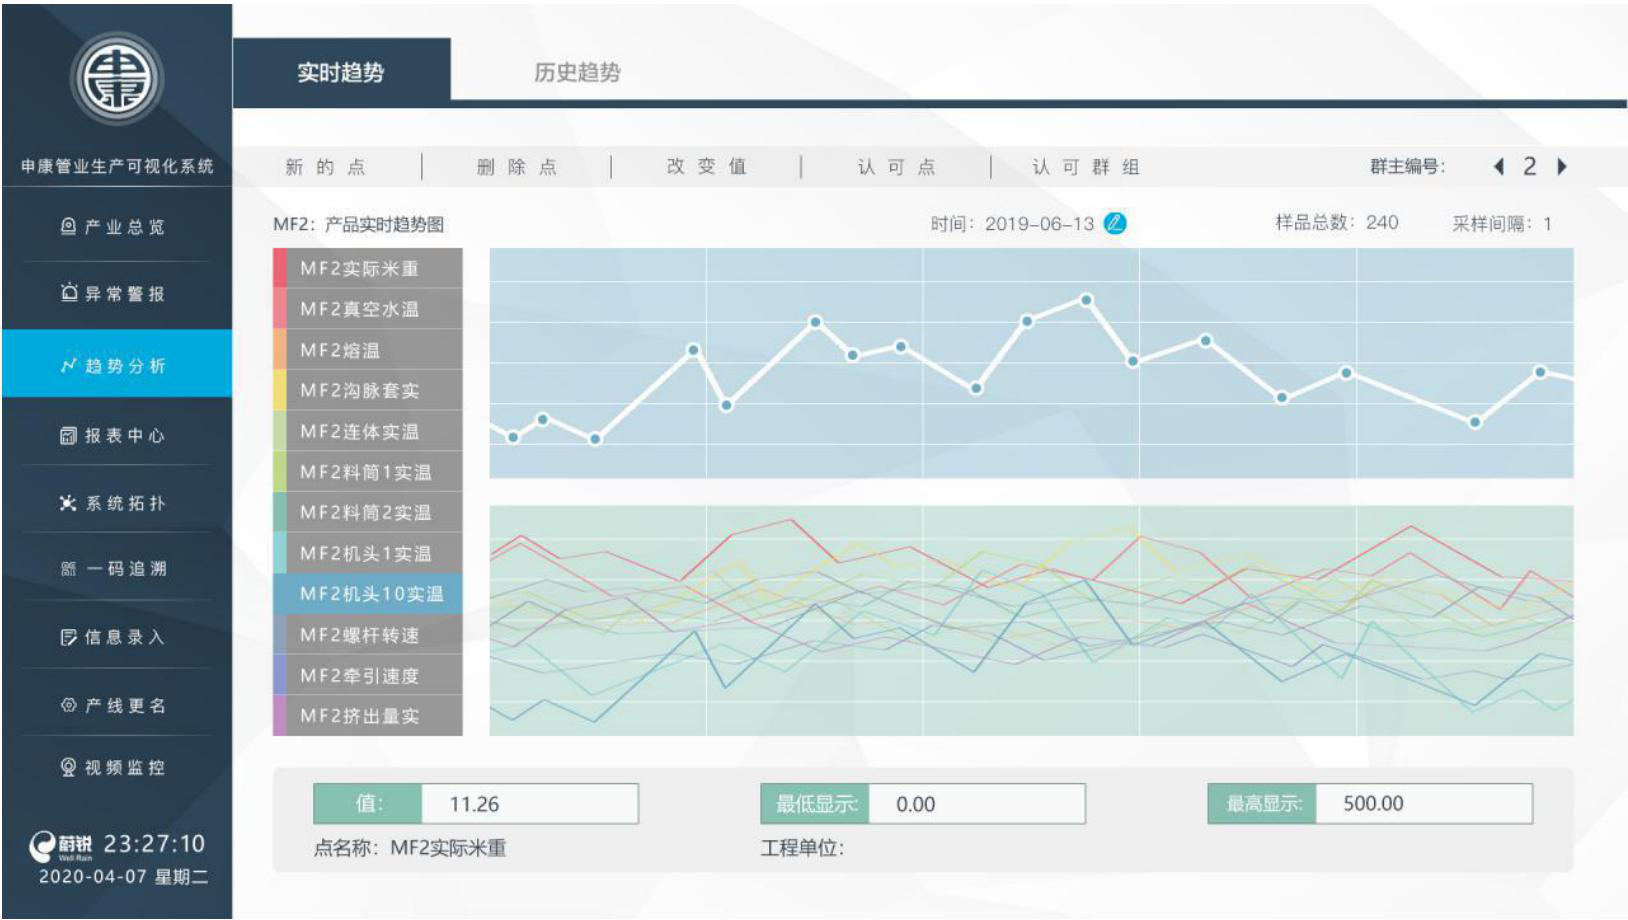 实时趋势
历史趋势
申康管业生产可视化系统
新的点
删除点
改变值
认可点
认可群组
群主编号:
2
产业总览
异常警报
趋势分析
报表中心
系统拓扑
一码追溯
信息录入
产线更名
视频监控
蔚锐
Well Rain
23:27:10
2020-04-07 星期二
MF2：产品实时趋势图
时间：2019-06-13
样品总数：240
采样间隔：1
MF2实际米重
MF2真空水温
MF2熔温
MF2沟脉套实
MF2连体实温
MF2料筒1实温
MF2料筒2实温
MF2机头1实温
MF2机头10实温
MF2螺杆转速
MF2牵引速度
MF2挤出量实
值:
11.26
最低显示:
0.00
最高显示:
500.00
点名称：MF2实际米重
工程单位：